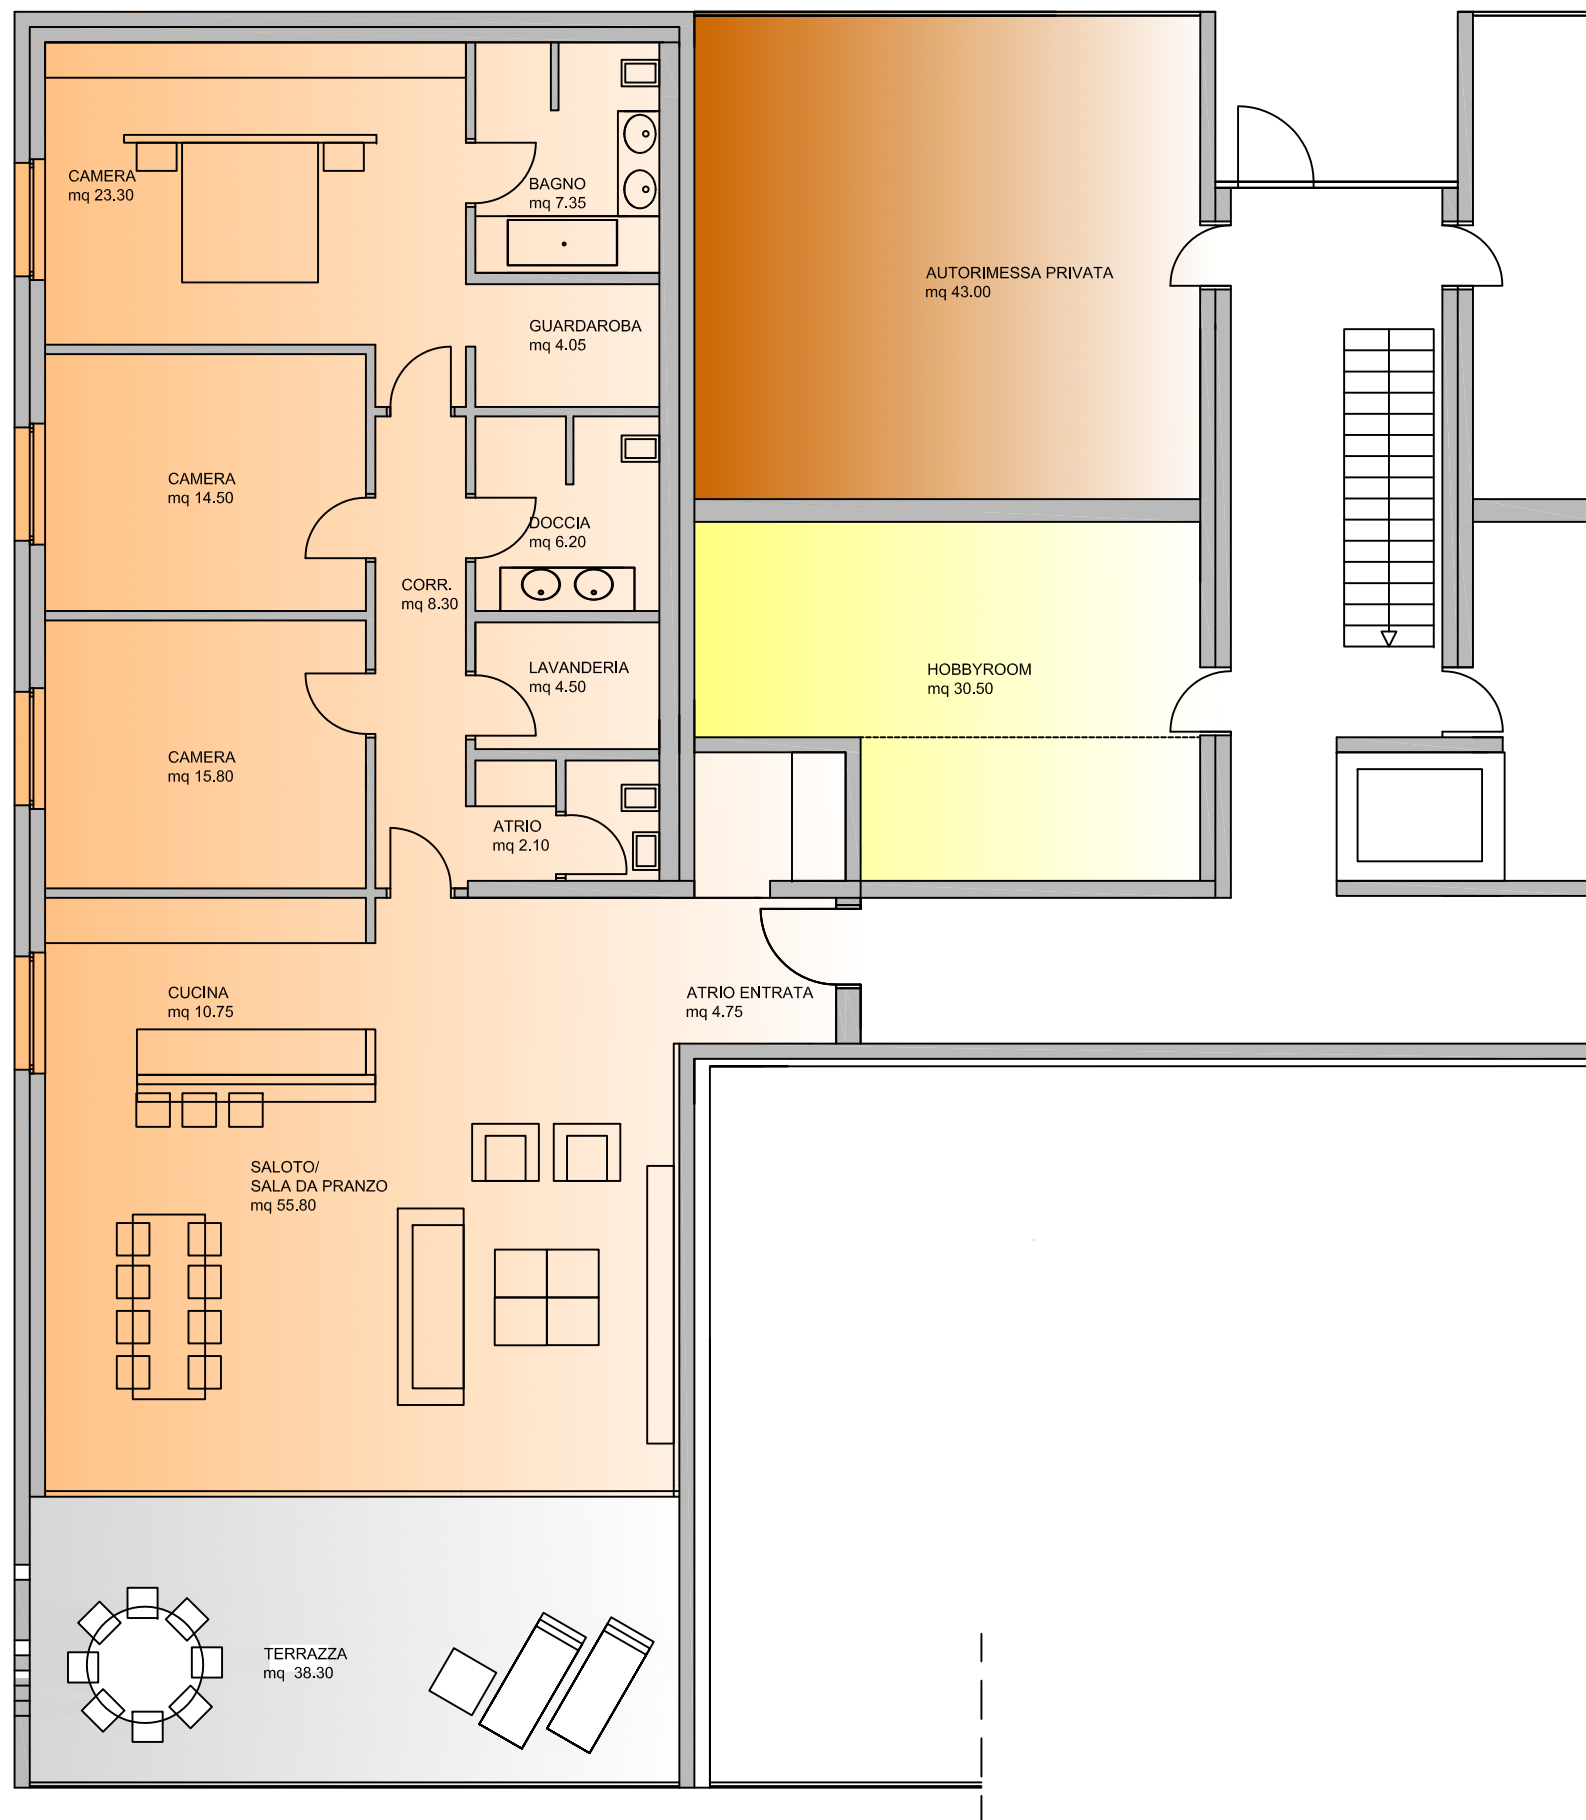 CAMERA
mq 23.30
BAGNO
mq 7.35
AUTORIMESSA PRIVATA
mq 43.00
GUARDAROBA
mq 4.05
CAMERA
mq 14.50
DOCCIA
mq 6.20
CORR.
mq 8.30
LAVANDERIA
mq 4.50
HOBBYROOM
mq 30.50
CAMERA
mq 15.80
ATRIO
mq 2.10
CUCINA
mq 10.75
ATRIO ENTRATA
mq 4.75
SALOTO/
SALA DA PRANZO
mq 55.80
TERRAZZA
mq 38.30